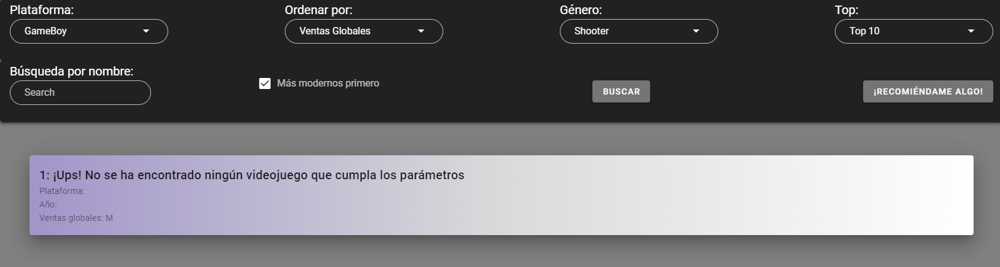 Plataforma:
Ordenar por:
Género:
Top:
GameBoy
Ventas Globales
Shooter
Top 10
Búsqueda por nombre:
Search
Más modernos primero
BUSCAR
¡RECOMIÉNDAME ALGO!
1: ¡Ups! No se ha encontrado ningún videojuego que cumpla los parámetros
Plataforma:
Año:
Ventas globales: M